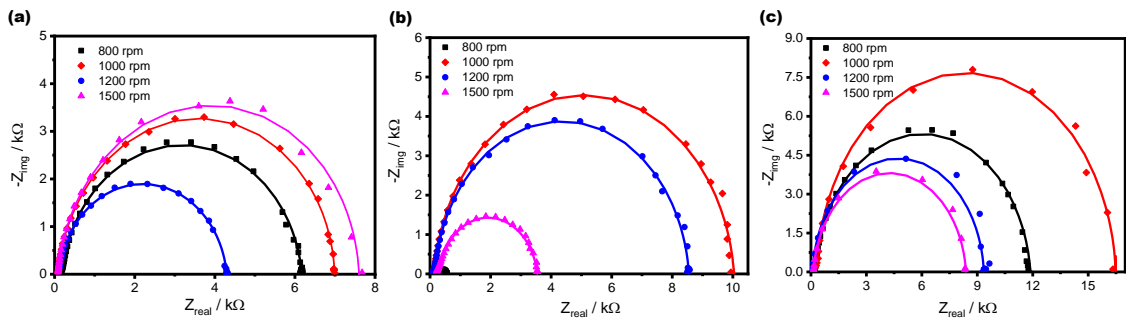 (a)
-Z_img / kΩ
5
-4
-3
-2
-1
0
800 rpm
1000 rpm
1200 rpm
1500 rpm
0 2 4 6 8
Z_real / kΩ
(b)
-Z_img / kΩ
6
5
4
3
2
1
0
800 rpm
1000 rpm
1200 rpm
1500 rpm
0 2 4 6 8 10
Z_real / kΩ
(c)
-Z_img / kΩ
9.0
7.5
6.0
4.5
3.0
1.5
0.0
800 rpm
1000 rpm
1200 rpm
1500 rpm
0 3 6 9 12 15
Z_real / kΩ